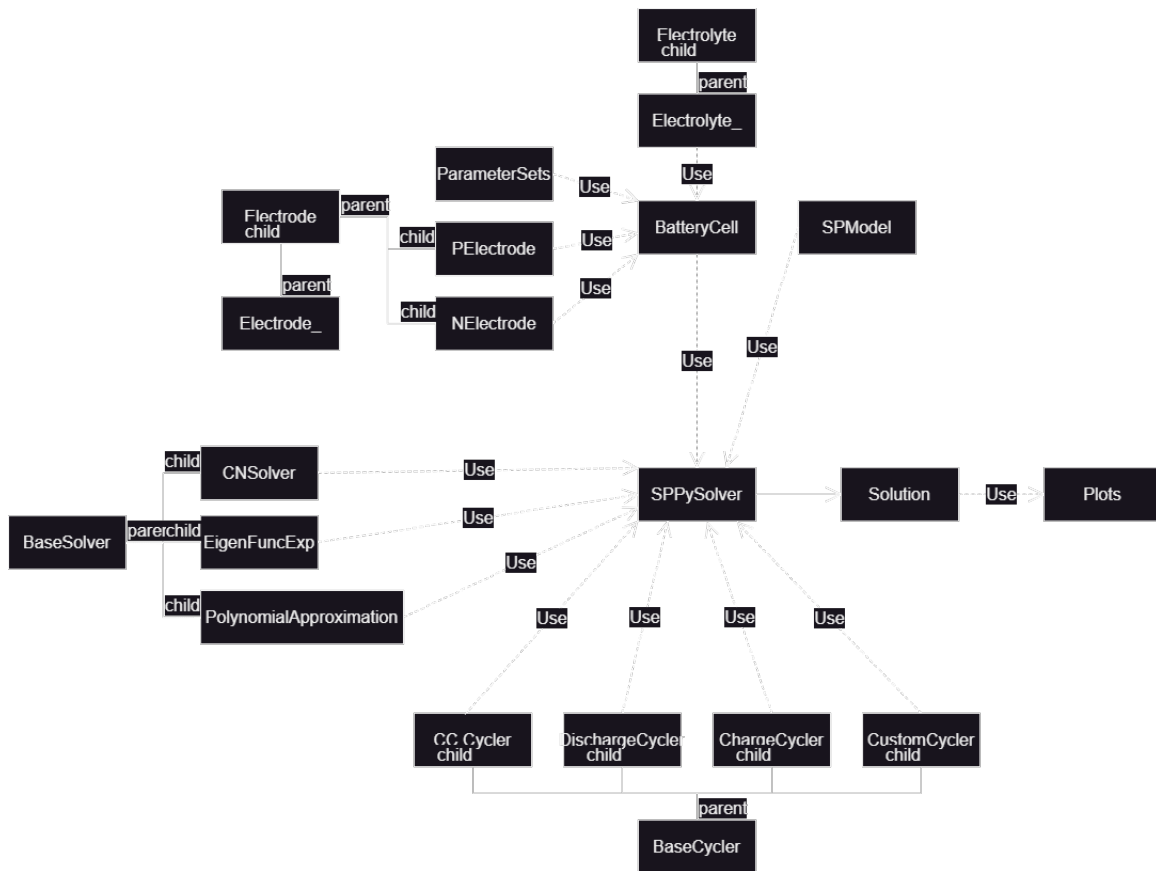 Electrolyte
child
parent
Electrolyte_
Use
ParameterSets
Use
Electrode
child
parent
child
PElectrode
Use
BatteryCell
SPModel
parent
Electrode_
child
NElectrode
Use
Use
Use
child
CNSolver
Use
BaseSolver
parent
child
EigenFuncExp
Use
SPPySolver
Solution
Use
Plots
child
PolynomialApproximation
Use
Use
Use
Use
Use
CC Cycler
child
DischargeCycler
child
ChargeCycler
child
CustomCycler
child
parent
BaseCycler